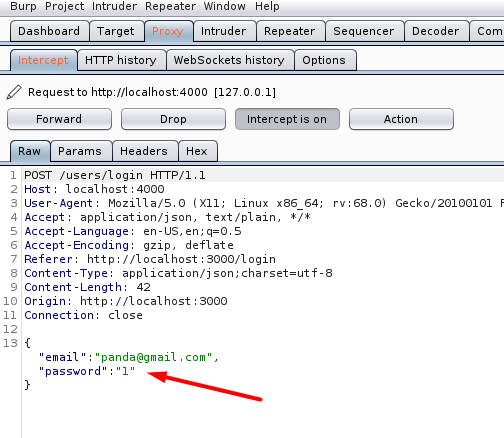 Burp Project Intruder Repeater Window Help
Dashboard Target Proxy Intruder Repeater Sequencer Decoder Com
Intercept HTTP history WebSockets history Options
Request to http://localhost:4000 [127.0.0.1]
Forward Drop Intercept is on Action
Raw Params Headers Hex
1 POST /users/login HTTP/1.1
2 Host: localhost:4000
3 User-Agent: Mozilla/5.0 (X11; Linux x86_64; rv:68.0) Gecko/20100101 F
4 Accept: application/json, text/plain, */*
5 Accept-Language: en-US,en;q=0.5
6 Accept-Encoding: gzip, deflate
7 Referer: http://localhost:3000/login
8 Content-Type: application/json;charset=utf-8
9 Content-Length: 42
10 Origin: http://localhost:3000
11 Connection: close
12
13 {
"email":"panda@gmail.com",
"password":"1"
}